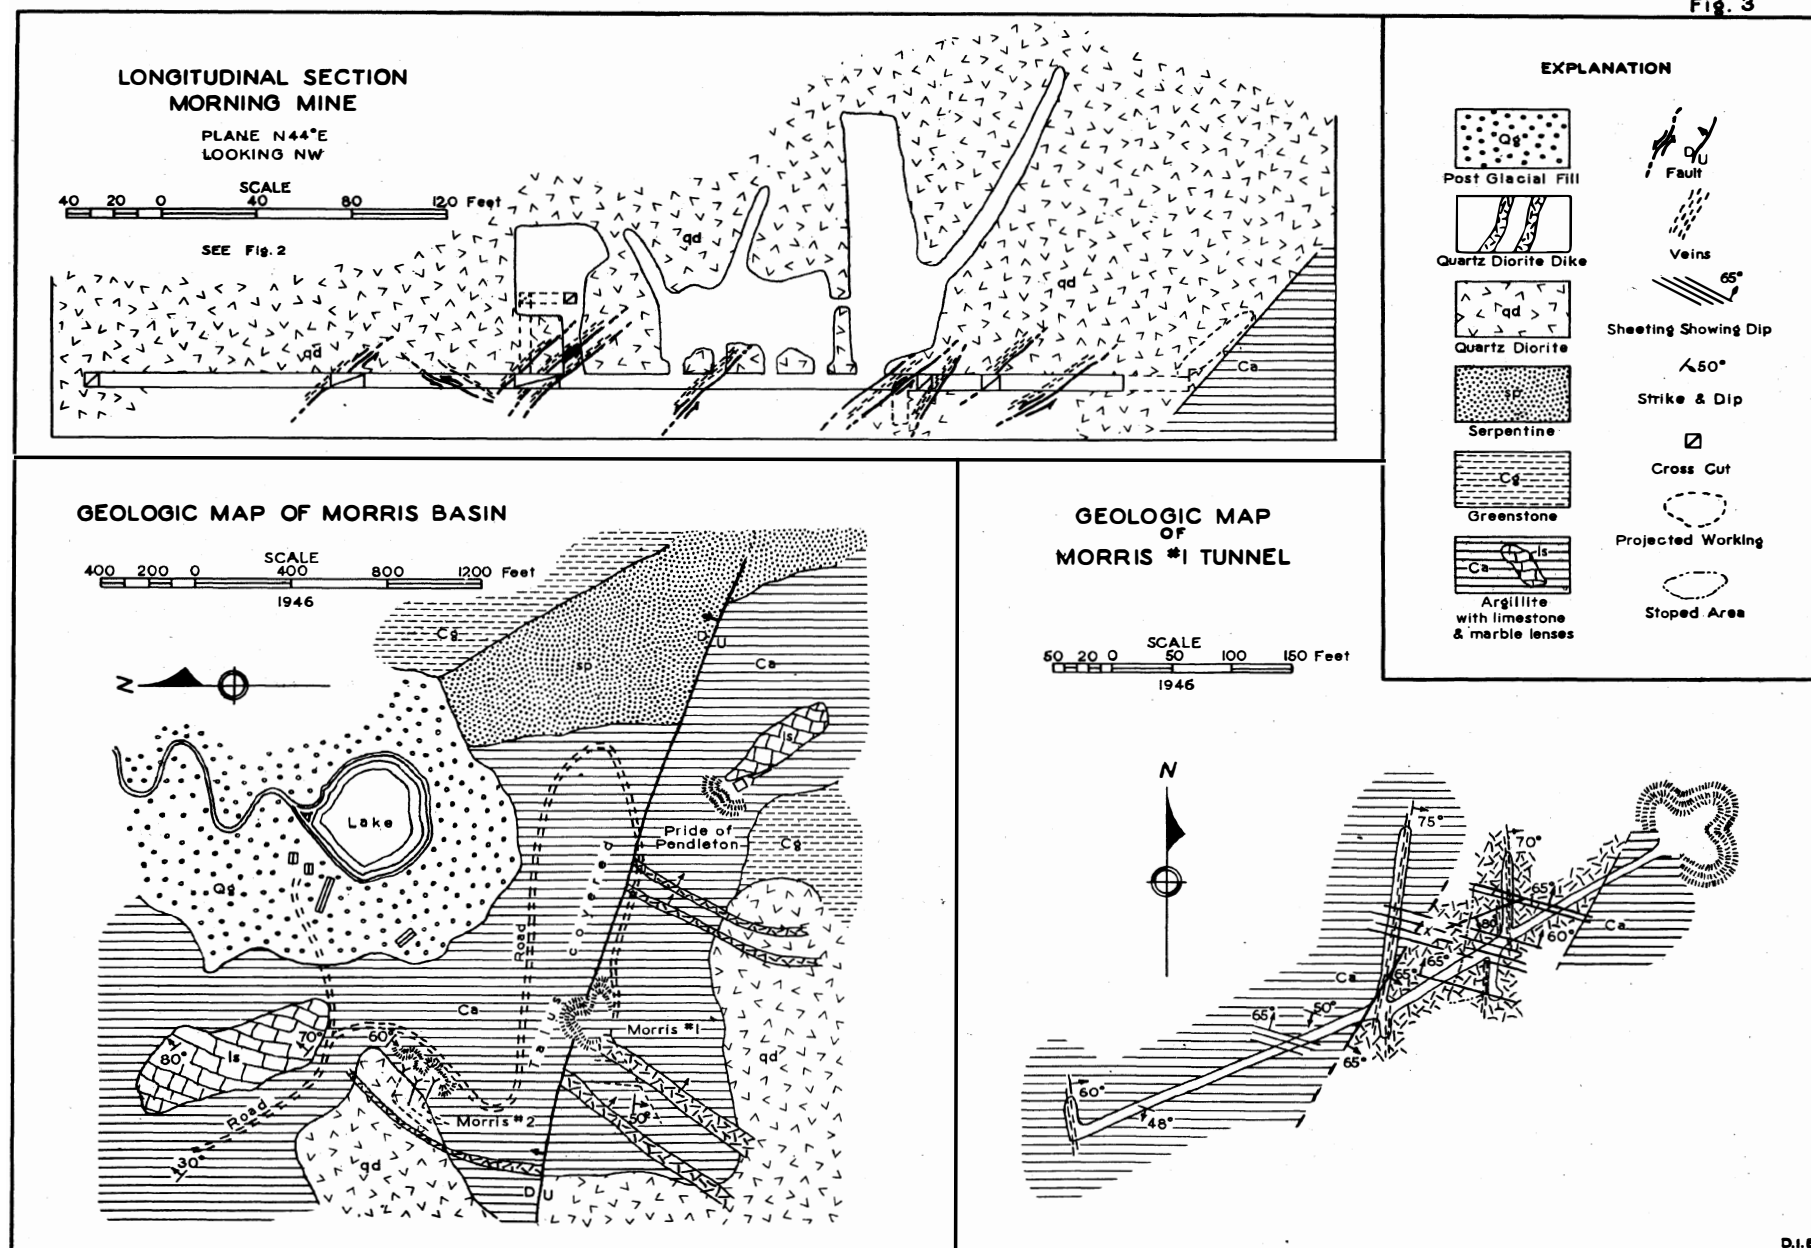 Fig. 3
LONGITUDINAL SECTION
MORNING MINE
PLANE N44°E
LOOKING NW
SCALE
40 20 0 40 80 120 Feet
SEE Fig. 2
qd
qd
qd
Ca
EXPLANATION
Qg
Post Glacial Fill
Quartz Diorite Dike
qd
Quartz Diorite
sp
Serpentine
Cg
Greenstone
Ca
ls
Argillite
with limestone
& marble lenses
D
U
Fault
Veins
65°
Sheeting Showing Dip
50°
Strike & Dip
Cross Cut
Projected Working
Stoped Area
GEOLOGIC MAP OF MORRIS BASIN
SCALE
400 200 0 400 800 1200 Feet
1946
N
Cg
sp
D
U
Ca
ls
Lake
Pride of
Pendleton
Cg
Qg
Road
Talus covered
Ca
Morris #1
qd
80°
ls
70°
60°
Road
30°
Morris #2
50°
qd
D U
GEOLOGIC MAP
OF
MORRIS #1 TUNNEL
SCALE
50 20 0 50 100 150 Feet
1946
N
75°
70°
65°
80°
60°
Ca
65°
65°
Ca
65°
50°
65°
60°
48°